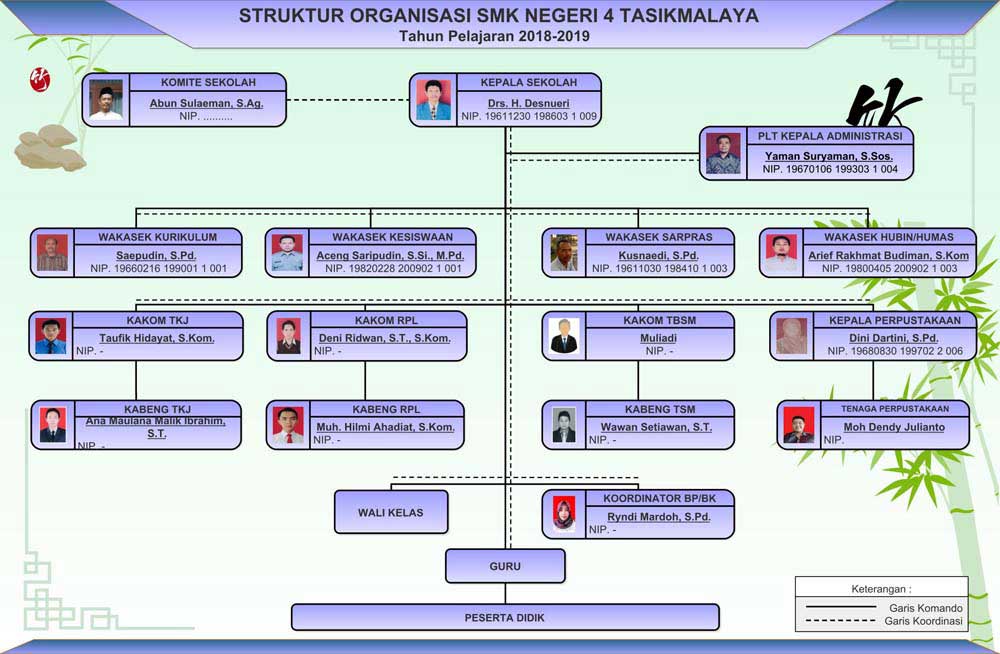 STRUKTUR ORGANISASI SMK NEGERI 4 TASIKMALAYA
Tahun Pelajaran 2018-2019
KOMITE SEKOLAH
Abun Sulaeman, S.Ag.
NIP. ..........
KEPALA SEKOLAH
Drs. H. Desnueri
NIP. 19611230 198603 1 009
PLT KEPALA ADMINISTRASI
Yaman Suryaman, S.Sos.
NIP. 19670106 199303 1 004
WAKASEK KURIKULUM
Saepudin, S.Pd.
NIP. 19660216 199001 1 001
WAKASEK KESISWAAN
Aceng Saripudin, S.Si., M.Pd.
NIP. 19820228 200902 1 001
WAKASEK SARPRAS
Kusnaedi, S.Pd.
NIP. 19611030 198410 1 003
WAKASEK HUBIN/HUMAS
Arief Rakhmat Budiman, S.Kom
NIP. 19800405 200902 1 003
KAKOM TKJ
Taufik Hidayat, S.Kom.
NIP. -
KAKOM RPL
Deni Ridwan, S.T., S.Kom.
NIP. -
KAKOM TBSM
Muliadi
NIP. -
KEPALA PERPUSTAKAAN
Dini Dartini, S.Pd.
NIP. 19680830 199702 2 006
KABENG TKJ
Ana Maulana Malik Ibrahim,
S.T.
NIP. -
KABENG RPL
Muh. Hilmi Ahadiat, S.Kom.
NIP. -
KABENG TSM
Wawan Setiawan, S.T.
NIP. -
TENAGA PERPUSTAKAAN
Moh Dendy Julianto
NIP.
WALI KELAS
KOORDINATOR BP/BK
Ryndi Mardoh, S.Pd.
NIP. -
GURU
PESERTA DIDIK
Keterangan :
Garis Komando
Garis Koordinasi